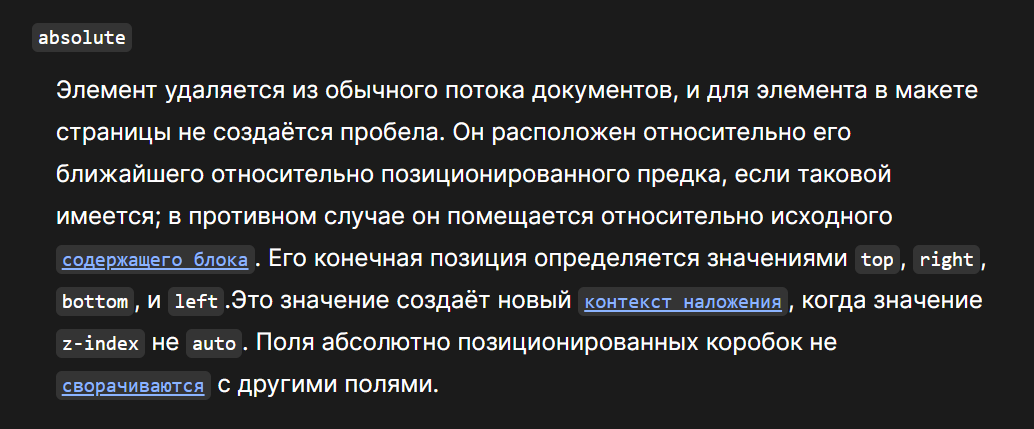 absolute
Элемент удаляется из обычного потока документов, и для элемента в макете
страницы не создаётся пробела. Он расположен относительно его
ближайшего относительно позиционированного предка, если таковой
имеется; в противном случае он помещается относительно исходного
содержащего блока. Его конечная позиция определяется значениями top, right,
bottom, и left.Это значение создаёт новый контекст наложения, когда значение
z-index не auto. Поля абсолютно позиционированных коробок не
сворачиваются с другими полями.